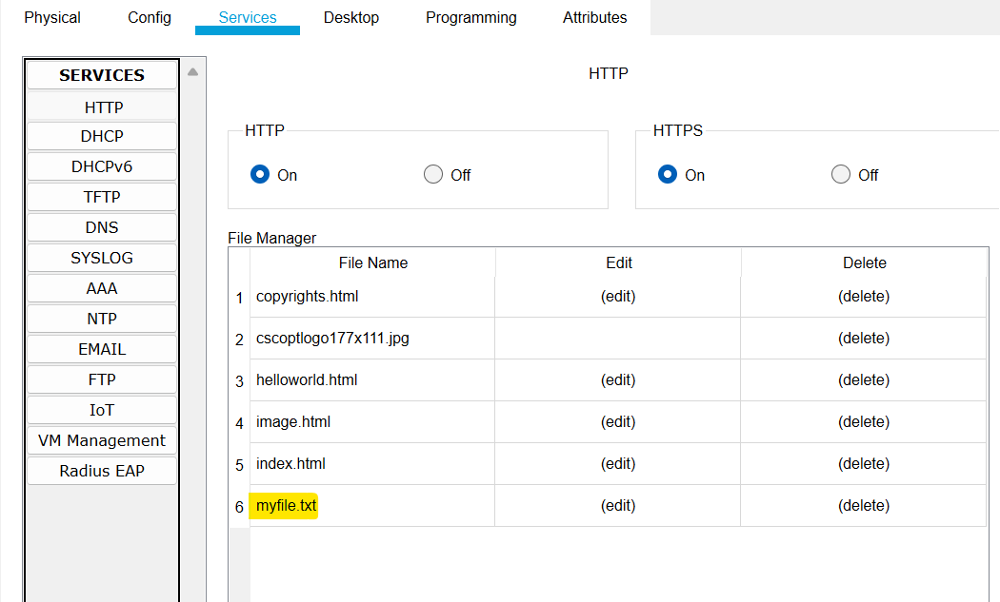 Physical Config Services Desktop Programming Attributes
SERVICES
HTTP
DHCP
DHCPv6
TFTP
DNS
SYSLOG
AAA
NTP
EMAIL
FTP
IoT
VM Management
Radius EAP
HTTP
HTTP
On Off
HTTPS
On Off
File Manager
File Name Edit Delete
1 copyrights.html (edit) (delete)
2 cscoptlogo177x111.jpg (delete)
3 helloworld.html (edit) (delete)
4 image.html (edit) (delete)
5 index.html (edit) (delete)
6 myfile.txt (edit) (delete)